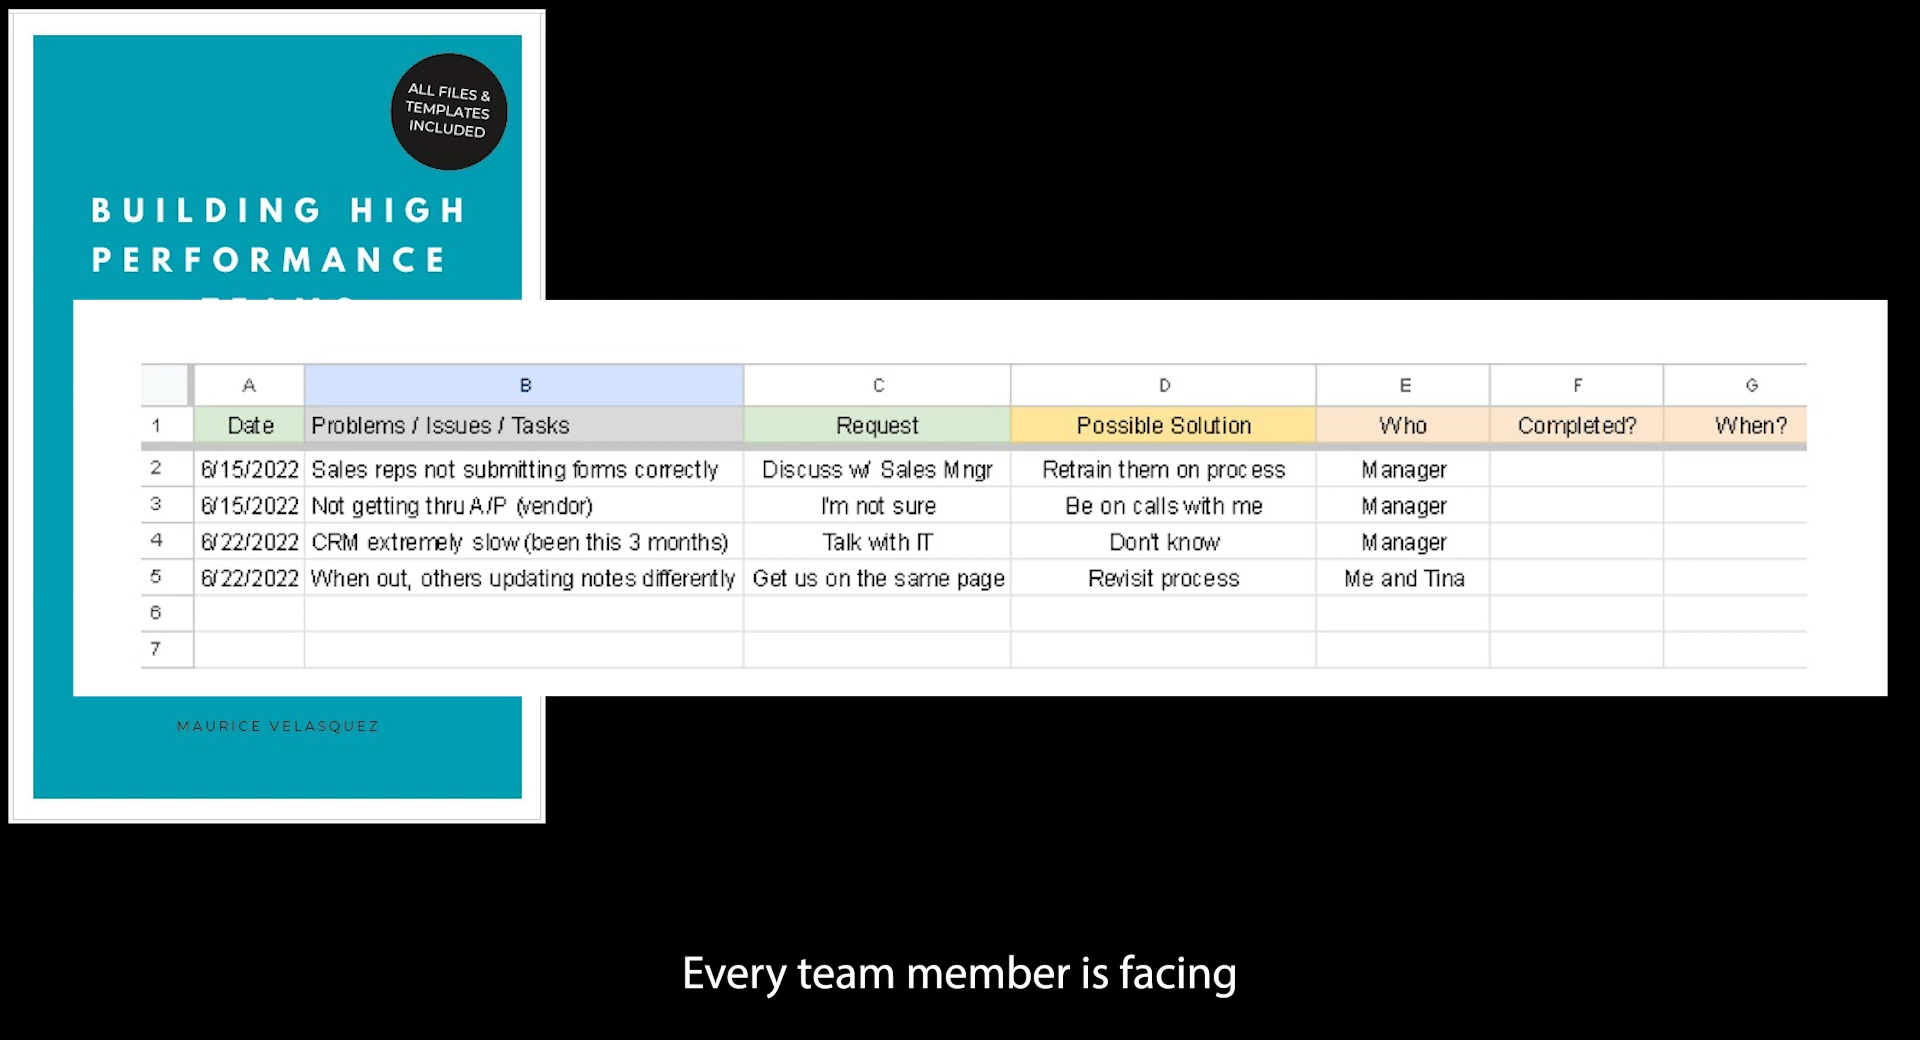 ALL FILES &
TEMPLATES
INCLUDED
BUILDING HIGH
PERFORMANCE
A B C D E F G
1 Date Problems / Issues / Tasks Request Possible Solution Who Completed? When?
2 6/15/2022 Sales reps not submitting forms correctly Discuss w/ Sales Mngr Retrain them on process Manager
3 6/15/2022 Not getting thru A/P (vendor) I'm not sure Be on calls with me Manager
4 6/22/2022 CRM extremely slow (been this 3 months) Talk with IT Don't know Manager
5 6/22/2022 When out, others updating notes differently Get us on the same page Revisit process Me and Tina
6
7
MAURICE VELASQUEZ
Every team member is facing